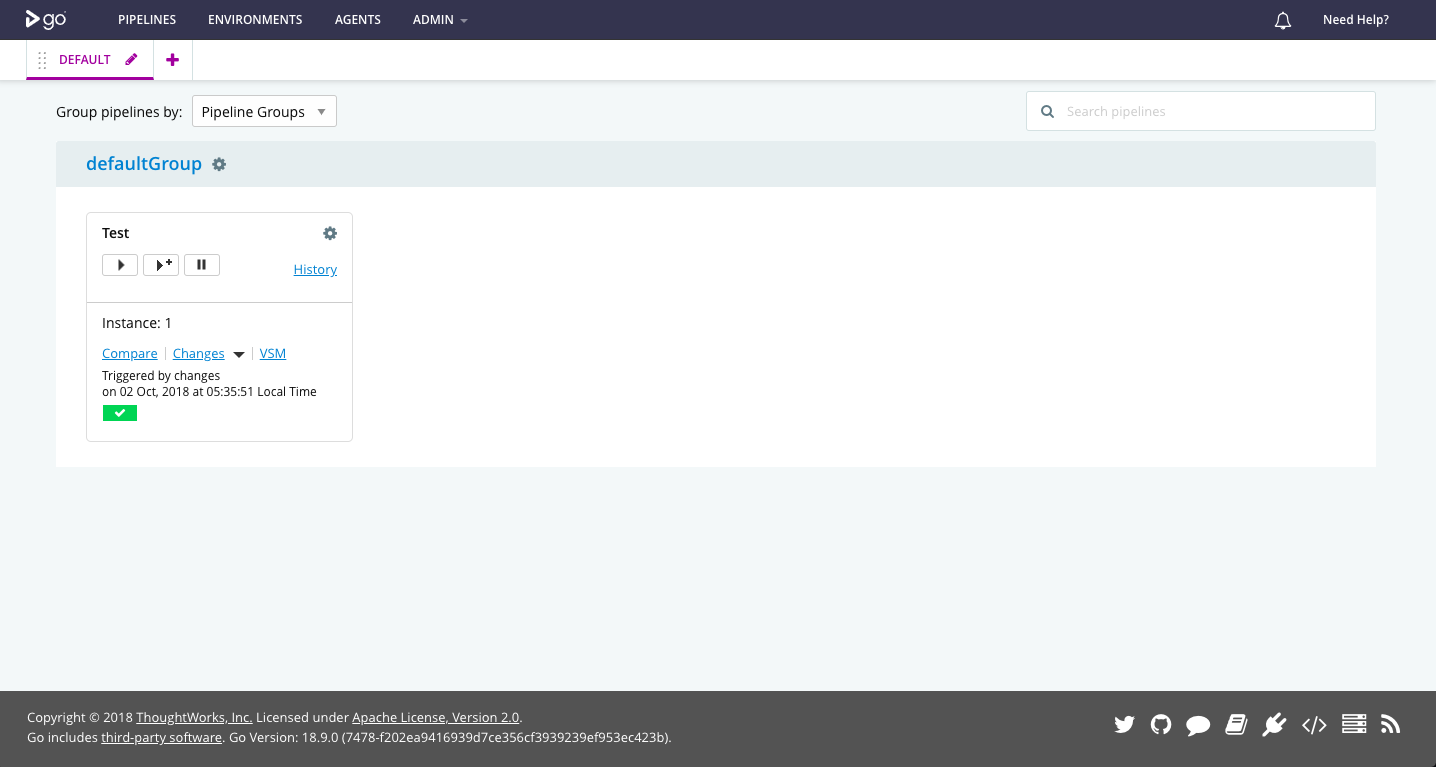 go
PIPELINES ENVIRONMENTS AGENTS ADMIN Need Help?
DEFAULT
Group pipelines by: Pipeline Groups Search pipelines
defaultGroup
Test
History
Instance: 1
Compare Changes VSM
Triggered by changes
on 02 Oct, 2018 at 05:35:51 Local Time
Copyright © 2018 ThoughtWorks, Inc. Licensed under Apache License, Version 2.0.
Go includes third-party software. Go Version: 18.9.0 (7478-f202ea9416939d7ce356cf3939239ef953ec423b).